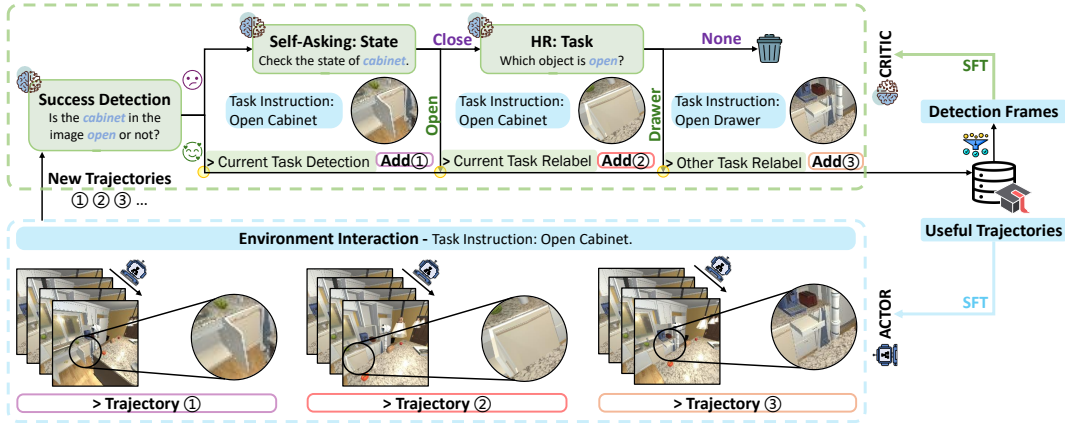 Self-Asking: State
Check the state of cabinet.
Close
HR: Task
Which object is open?
None
Success Detection
Is the cabinet in the
image open or not?
Task Instruction:
Open Cabinet
Open
Task Instruction:
Open Cabinet
Drawer
Task Instruction:
Open Drawer
> Current Task Detection Add①
> Current Task Relabel Add②
> Other Task Relabel Add③
CRITIC
SFT
Detection Frames
New Trajectories
① ② ③ ...
Useful Trajectories
SFT
ACTOR
Environment Interaction - Task Instruction: Open Cabinet.
> Trajectory ①
> Trajectory ②
> Trajectory ③